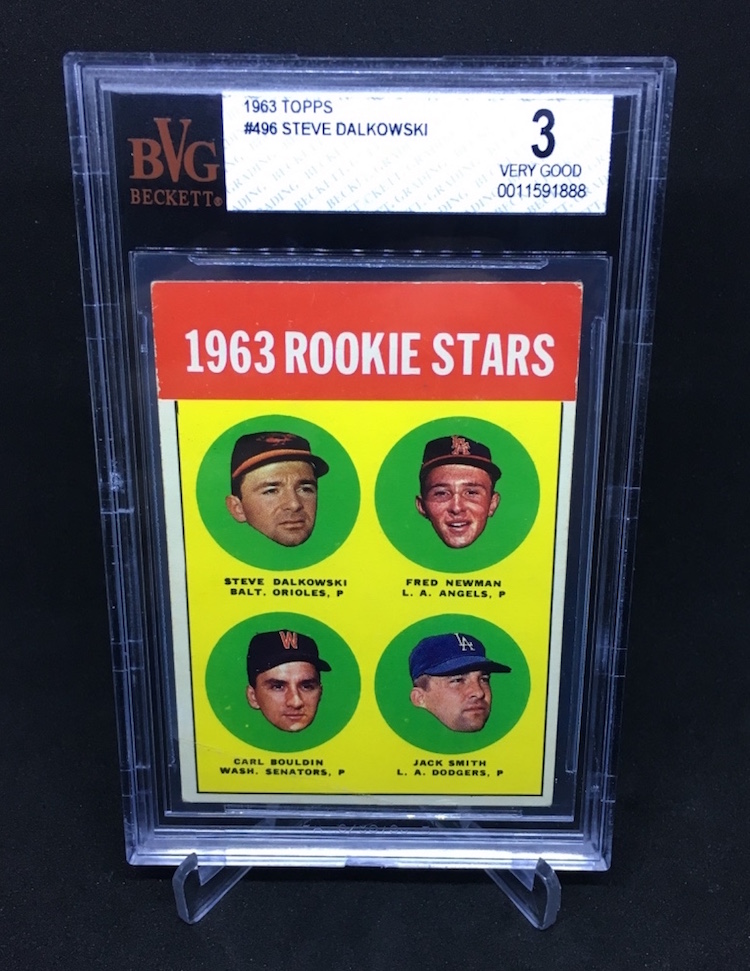 1963 TOPPS
#496 STEVE DALKOWSKI
3
VERY GOOD
0011591888
BVG
BECKETT®
1963 ROOKIE STARS
STEVE DALKOWSKI
BALT. ORIOLES, P
FRED NEWMAN
L. A. ANGELS, P
W
LA
CARL BOULDIN
WASH. SENATORS, P
JACK SMITH
L. A. DODGERS, P